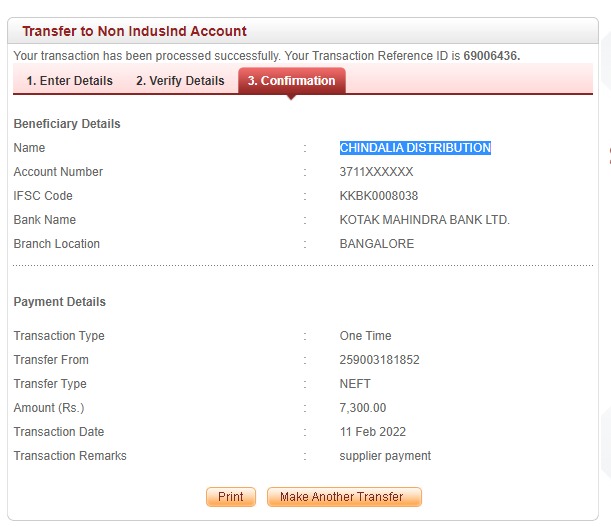 Transfer to Non IndusInd Account
Your transaction has been processed successfully. Your Transaction Reference ID is 69006436.
1. Enter Details 2. Verify Details 3. Confirmation
Beneficiary Details
Name : CHINDALIA DISTRIBUTION
Account Number : 3711XXXXXX
IFSC Code : KKBK0008038
Bank Name : KOTAK MAHINDRA BANK LTD.
Branch Location : BANGALORE
Payment Details
Transaction Type : One Time
Transfer From : 259003181852
Transfer Type : NEFT
Amount (Rs.) : 7,300.00
Transaction Date : 11 Feb 2022
Transaction Remarks : supplier payment
Print Make Another Transfer